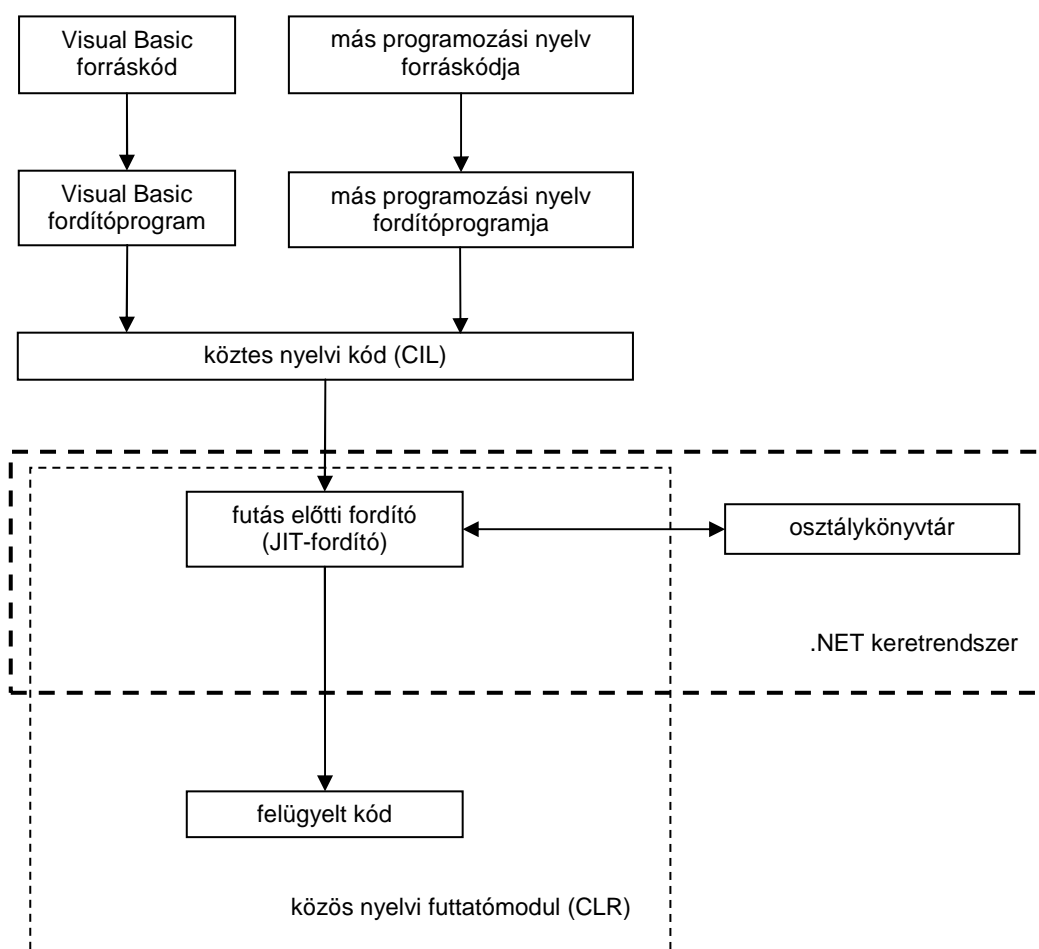 Visual Basic
forráskód
más programozási nyelv
forráskódja
Visual Basic
fordítóprogram
más programozási nyelv
fordítóprogramja
köztes nyelvi kód (CIL)
futás előtti fordító
(JIT-fordító)
osztálykönyvtár
.NET keretrendszer
felügyelt kód
közös nyelvi futtatómodul (CLR)